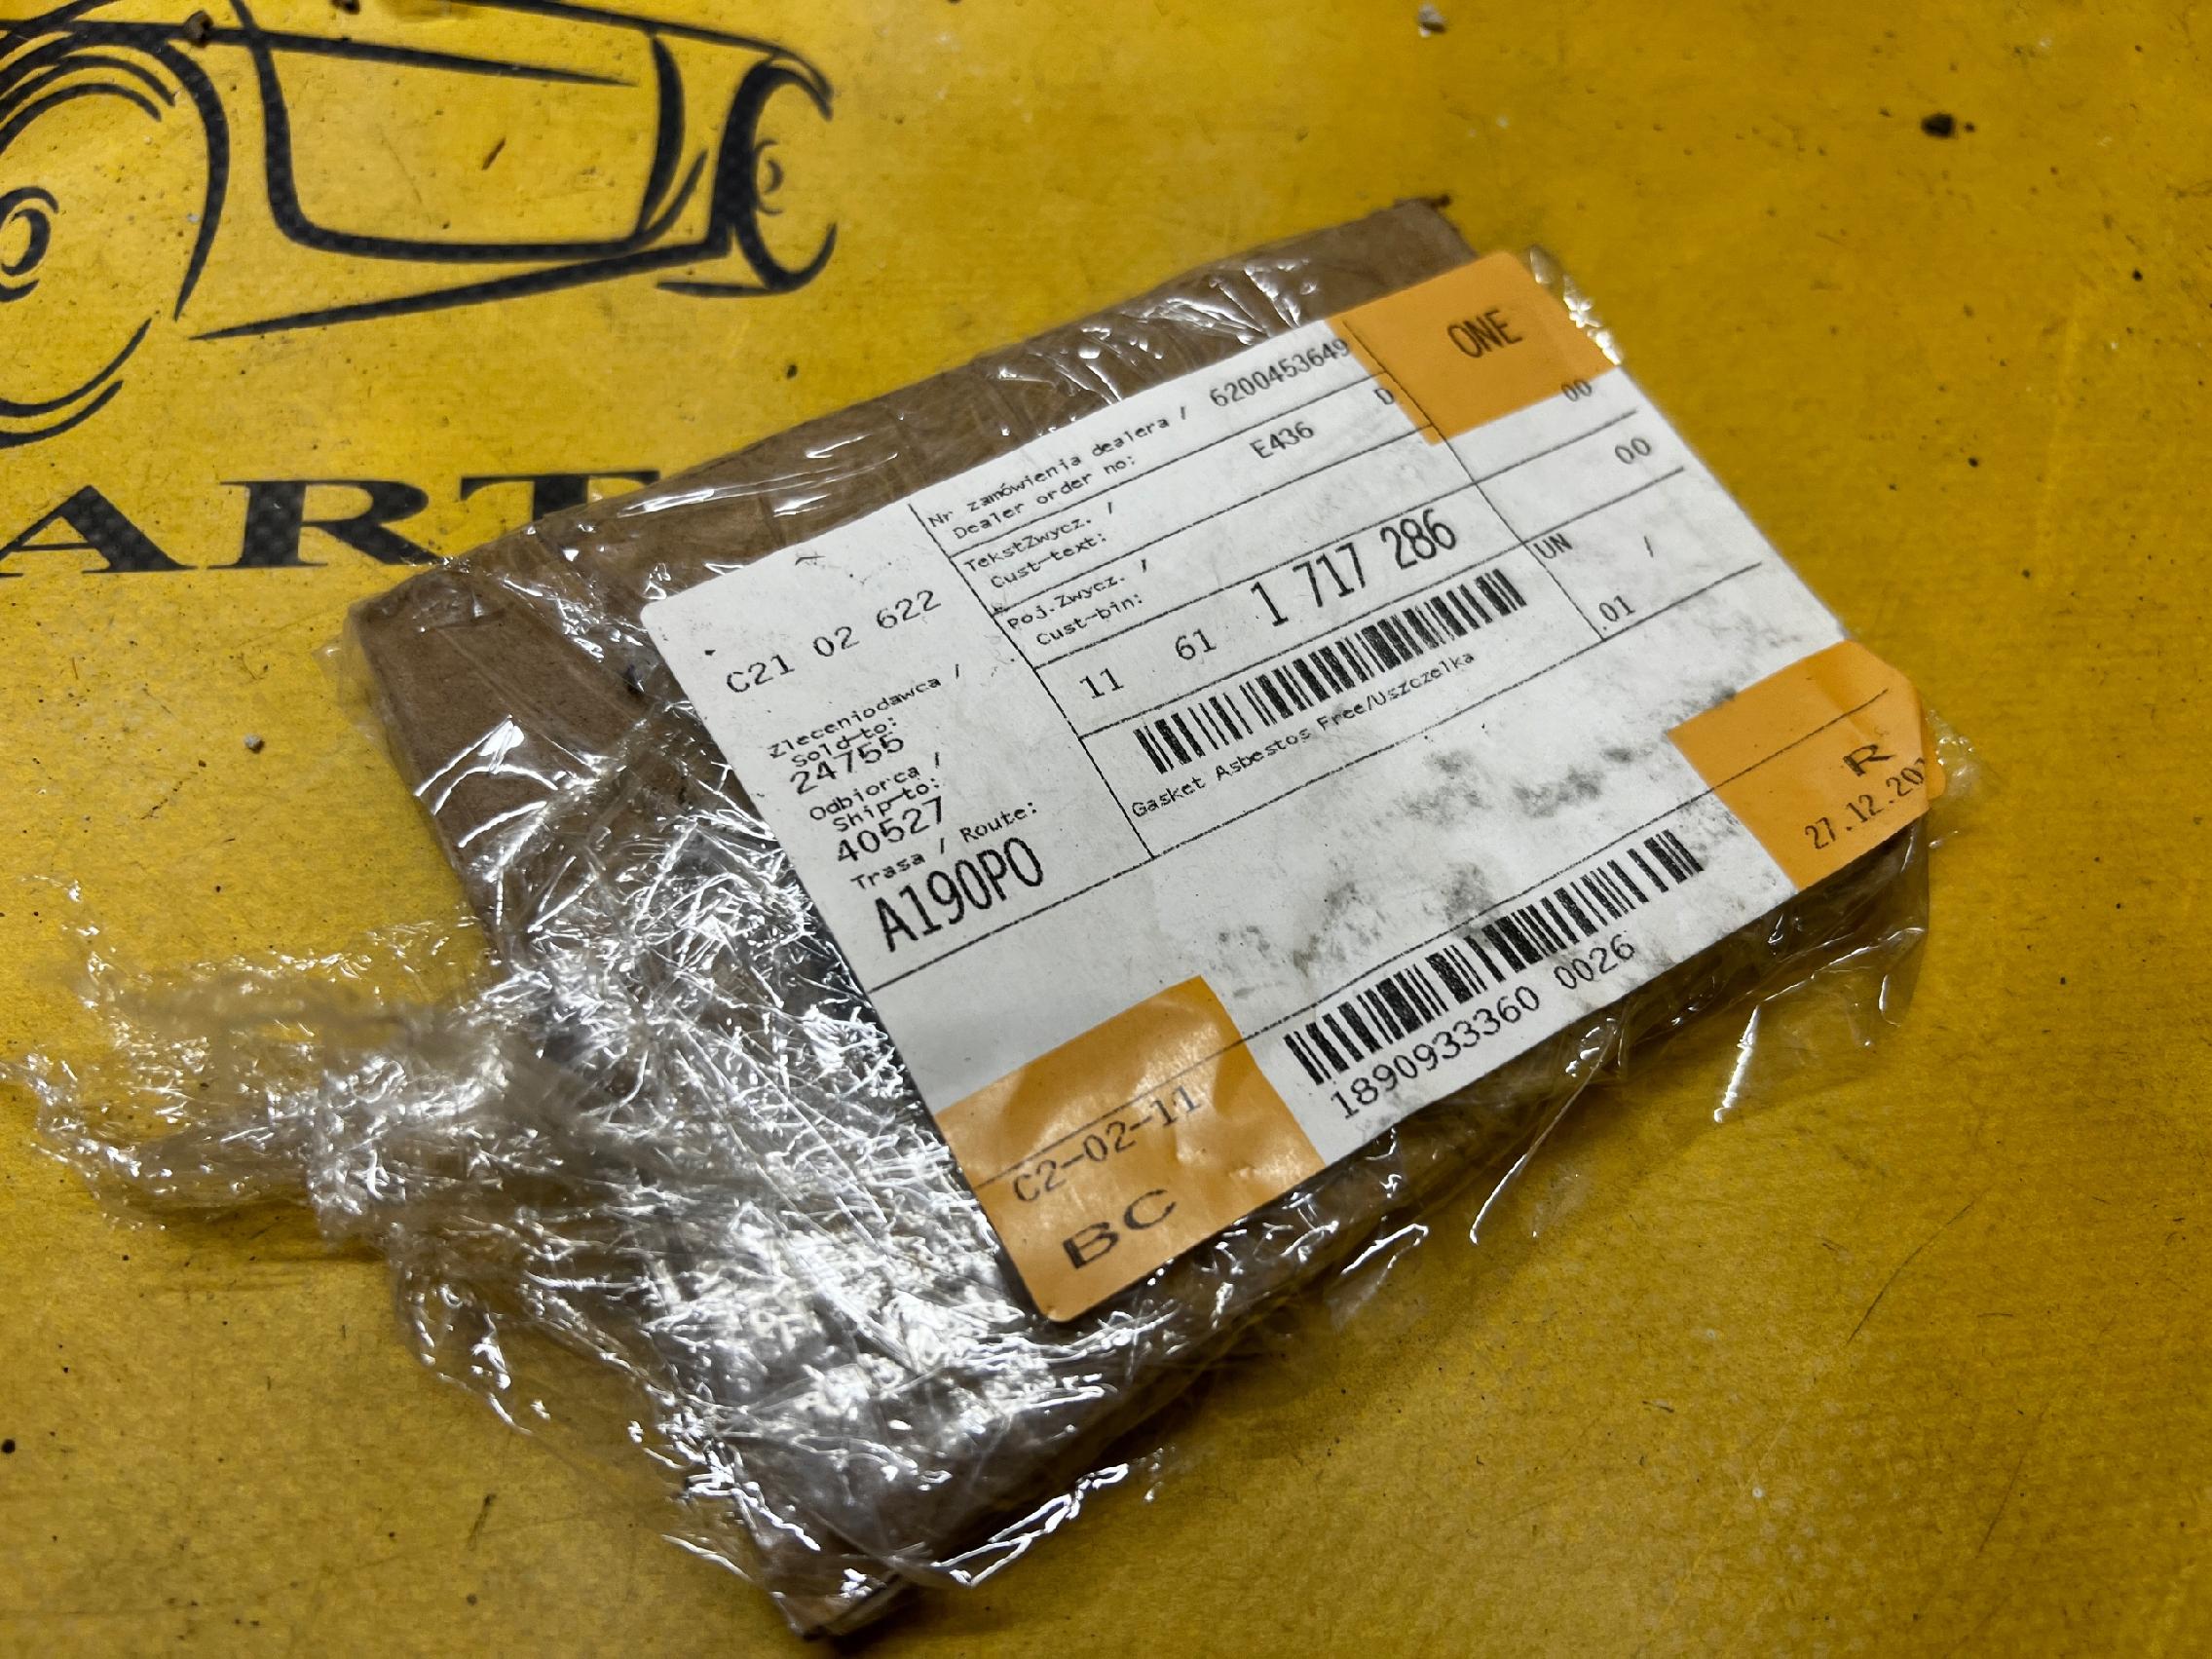 ART
ONE
C21 02 622
Nr zamówienia dealera / 6200453649
Dealer order no:
00
TekstZwycz. / E436 D
Cust-text:
00
Poj.Zwycz. /
Cust-bin:
11 61 1 717 286
UN /
.01
Gasket Asbestos Free/Uszczelka
Zleceniodawca /
Sold-to:
24755
Odbiorca /
Ship-to:
40527
Trasa / Route:
A190PO
R
27.12.20
1890933360 0026
C2-02-11
BC